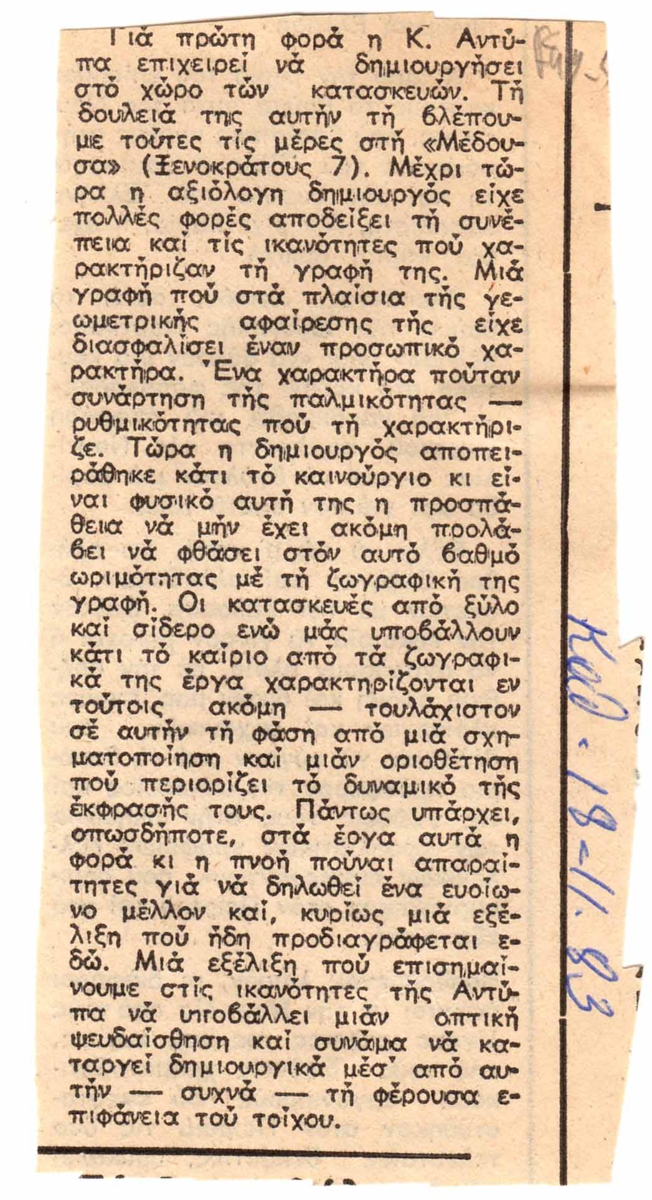 Γιά πρώτη φορά η Κ. Αντύ-
πα επιχειρεί νά δημιουργήσει
στό χώρο τών κατασκευών. Τή
δουλειά της αυτήν τή βλέπου-
με τούτες τίς μέρες στή «Μέδου-
σα» (Ξενοκράτους 7). Μέχρι τώ-
ρα η αξιόλογη δημιουργός είχε
πολλές φορές αποδείξει τή συνέ-
πεια καί τίς ικανότητες πού χα-
ρακτήριζαν τή γραφή της. Μιά
γραφή πού στά πλαίσια τής γε-
ωμετρικής αφαίρεσης τής είχε
διασφαλίσει έναν προσωπικό χα-
ρακτήρα. Ένα χαρακτήρα πούταν
συνάρτηση τής παλμικότητας —
ρυθμικότητας πού τή χαρακτήρι-
ζε. Τώρα η δημιουργός αποπει-
ράθηκε κάτι τό καινούργιο κι εί-
ναι φυσικό αυτή της η προσπά-
θεια νά μήν έχει ακόμη προλά-
βει νά φθάσει στόν αυτό βαθμό
ωριμότητας μέ τή ζωγραφική της
γραφή. Οι κατασκευές από ξύλο
καί σίδερο ενώ μάς υποβάλλουν
κάτι τό καίριο από τά ζωγραφι-
κά της έργα χαρακτηρίζονται εν
τούτοις ακόμη — τουλάχιστον
σέ αυτήν τή φάση από μιά σχη-
ματοποίηση καί μιάν οριοθέτηση
πού περιορίζει τό δυναμικό τής
έκφρασής τους. Πάντως υπάρχει,
οπωσδήποτε, στά έργα αυτά η
φορά κι η πνοή πούναι απαραί-
τητες γιά νά δηλωθεί ένα ευοίω-
νο μέλλον καί, κυρίως μιά εξέ-
λιξη πού ήδη προδιαγράφεται ε-
δώ. Μιά εξέλιξη πού επισημαί-
νουμε στίς ικανότητες τής Αντύ-
πα νά υποβάλλει μιάν οπτική
ψευδαίσθηση καί συνάμα νά κα-
ταργεί δημιουργικά μέσ' από αυ-
τήν — συχνά — τή φέρουσα ε-
πιφάνεια τού τοίχου.
Καθ - 18-11.83